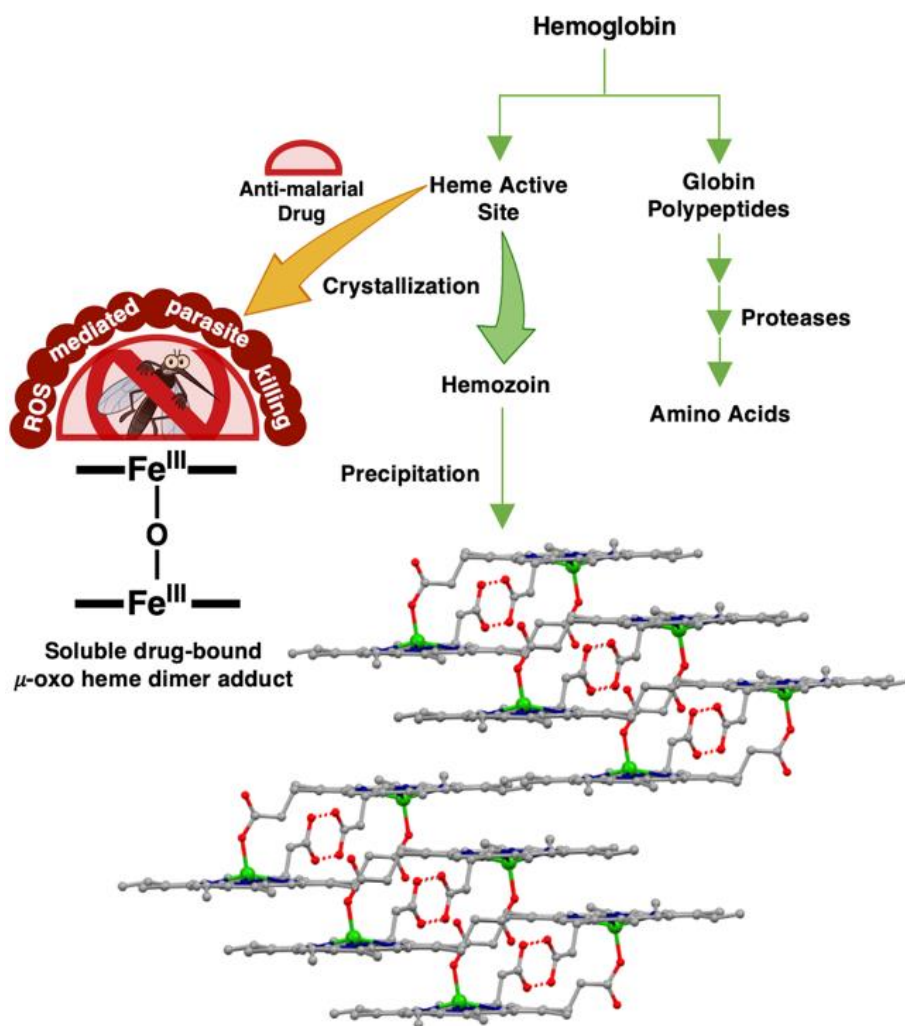 Hemoglobin
Anti-malarial
Drug
Heme Active
Site
Globin
Polypeptides
Crystallization
Proteases
ROS mediated parasite killing
Hemozoin
Amino Acids
Precipitation
Fe^III
O
Fe^III
Soluble drug-bound
μ-oxo heme dimer adduct